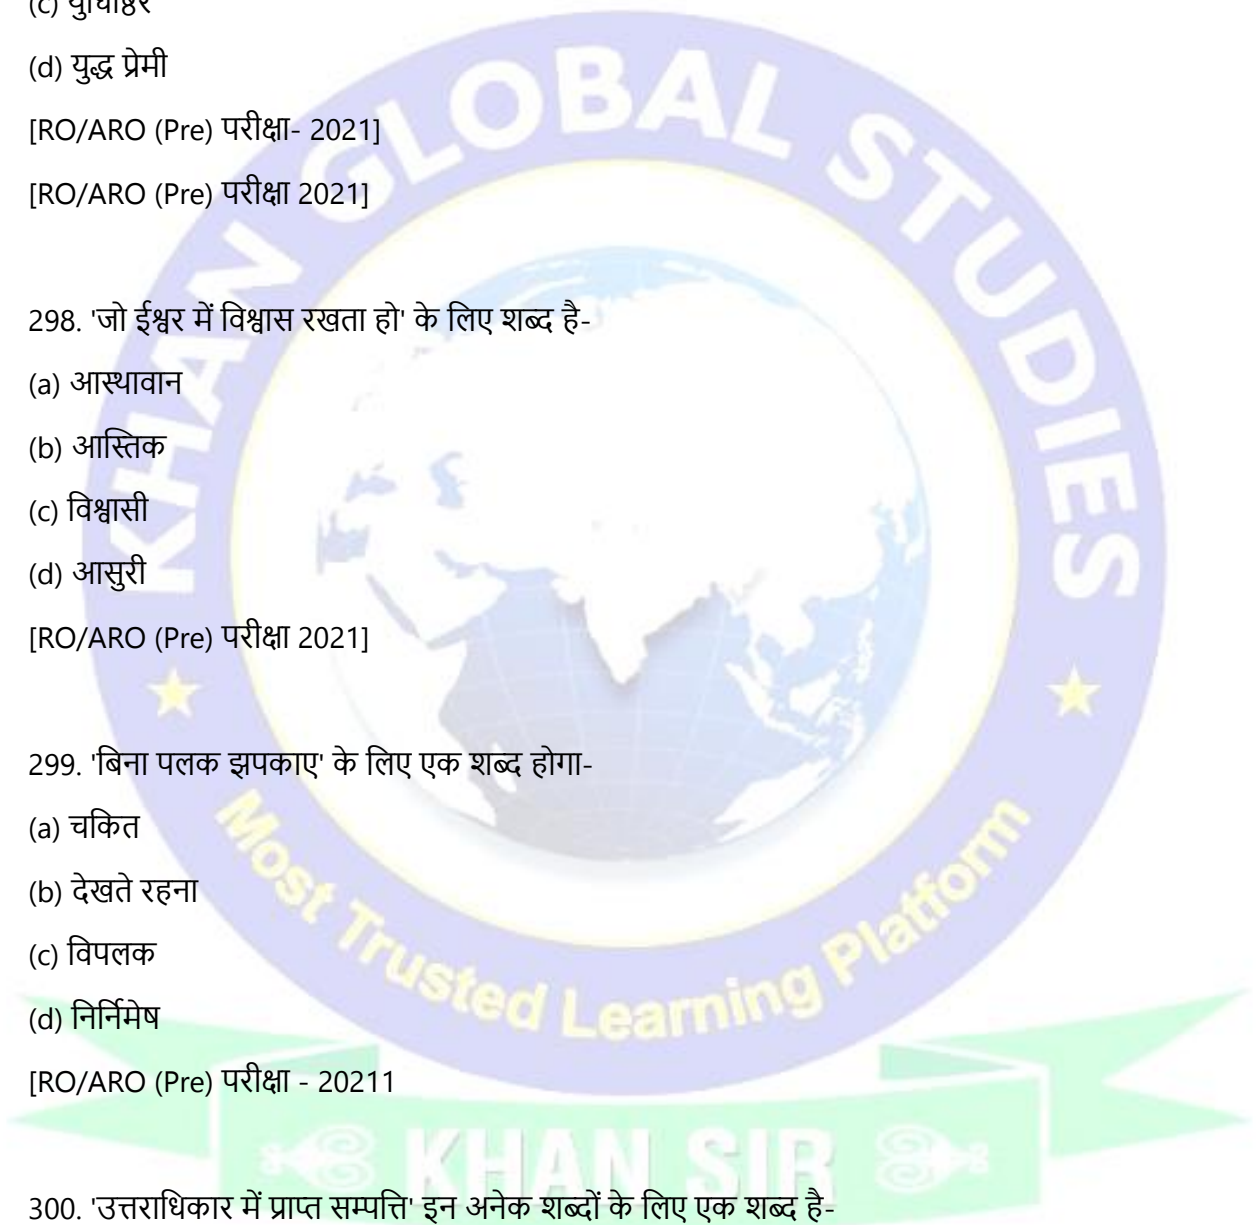 (c) युधिष्ठिर
(d) युद्ध प्रेमी
[RO/ARO (Pre) परीक्षा- 2021]
[RO/ARO (Pre) परीक्षा 2021]
298. 'जो ईश्वर में विश्वास रखता हो' के लिए शब्द है-
(a) आस्थावान
(b) आस्तिक
(c) विश्वासी
(d) आसुरी
[RO/ARO (Pre) परीक्षा 2021]
299. 'बिना पलक झपकाए' के लिए एक शब्द होगा-
(a) चकित
(b) देखते रहना
(c) विपलक
(d) निर्निमेष
[RO/ARO (Pre) परीक्षा - 20211
300. 'उत्तराधिकार में प्राप्त सम्पत्ति' इन अनेक शब्दों के लिए एक शब्द है-
KHAN GLOBAL STUDIES
Most Trusted Learning Platform
KHAN SIR